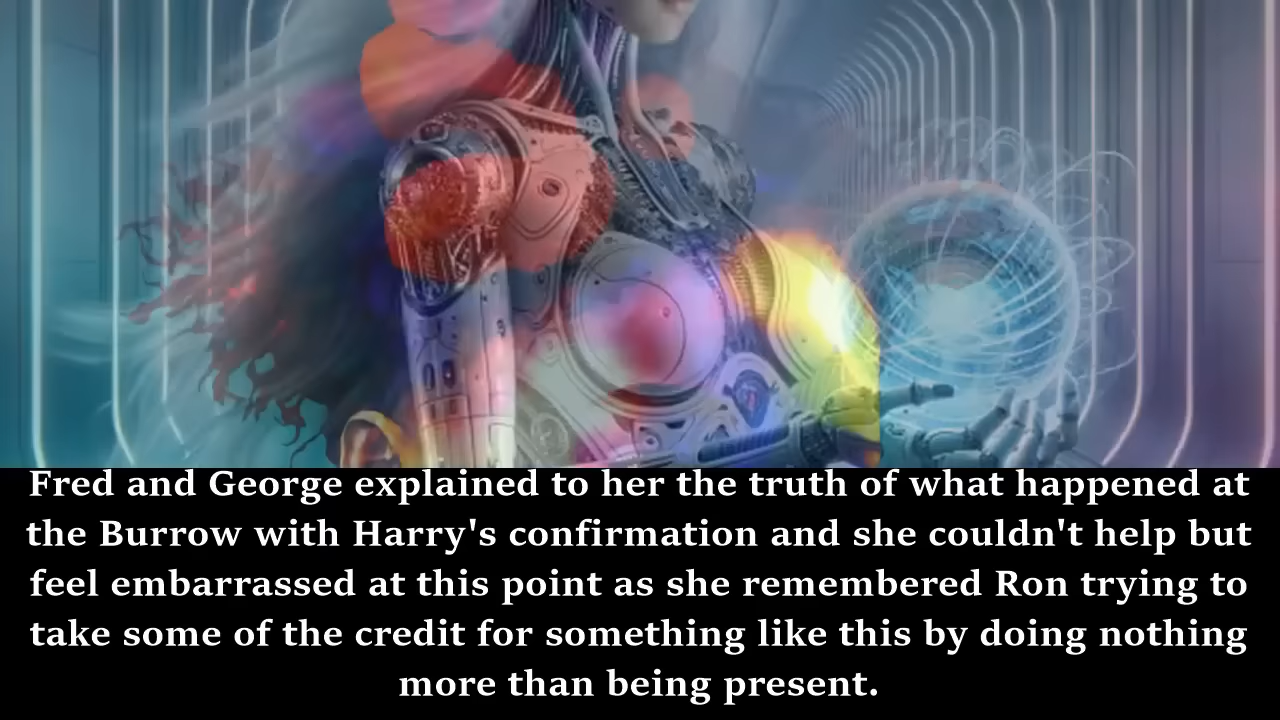 Fred and George explained to her the truth of what happened at
the Burrow with Harry's confirmation and she couldn't help but
feel embarrassed at this point as she remembered Ron trying to
take some of the credit for something like this by doing nothing
more than being present.